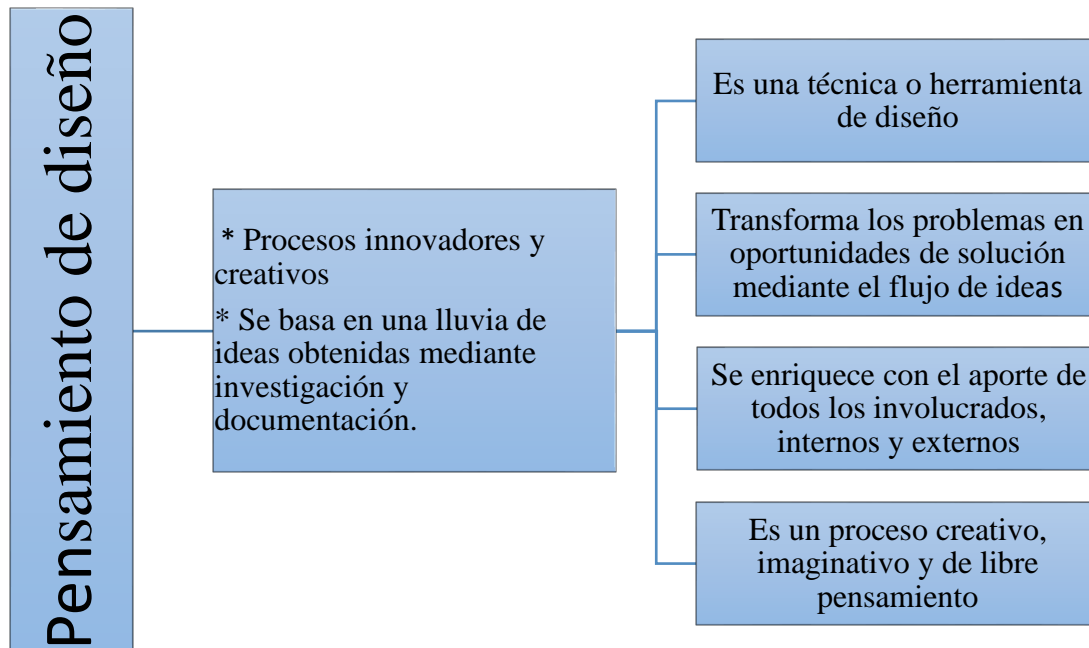 Pensamiento de diseño
* Procesos innovadores y
creativos
* Se basa en una lluvia de
ideas obtenidas mediante
investigación y
documentación.
Es una técnica o herramienta
de diseño
Transforma los problemas en
oportunidades de solución
mediante el flujo de ideas
Se enriquece con el aporte de
todos los involucrados,
internos y externos
Es un proceso creativo,
imaginativo y de libre
pensamiento